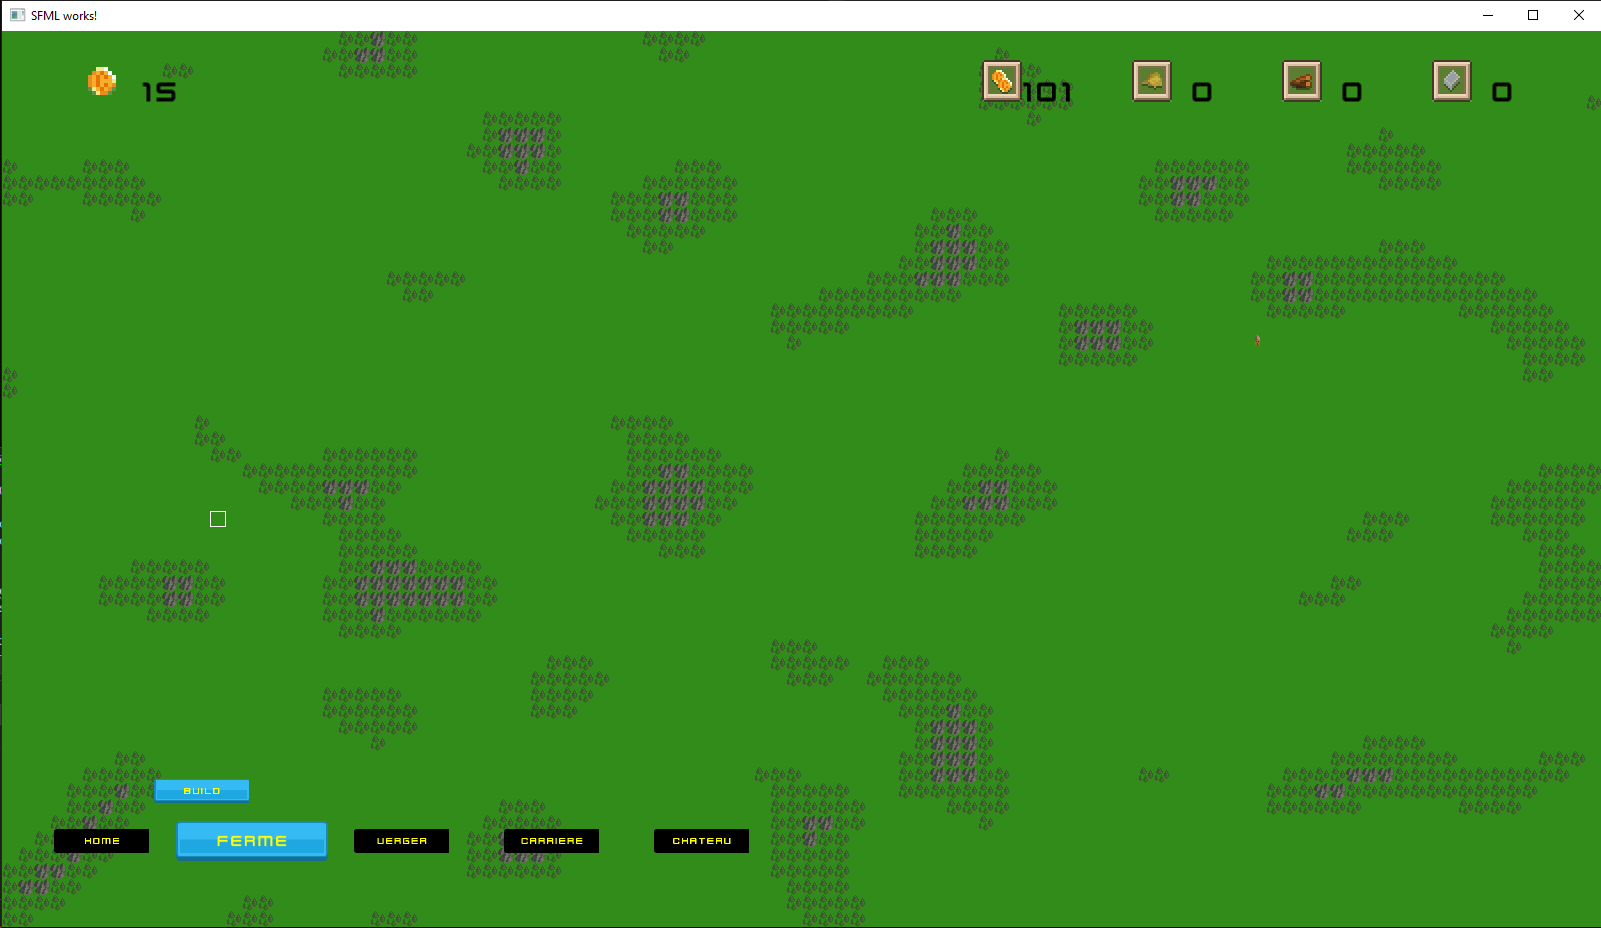 SFML works!
15
101
0
0
0
BUILD
HOME
FERME
VERGER
CARRIERE
CHATEAU